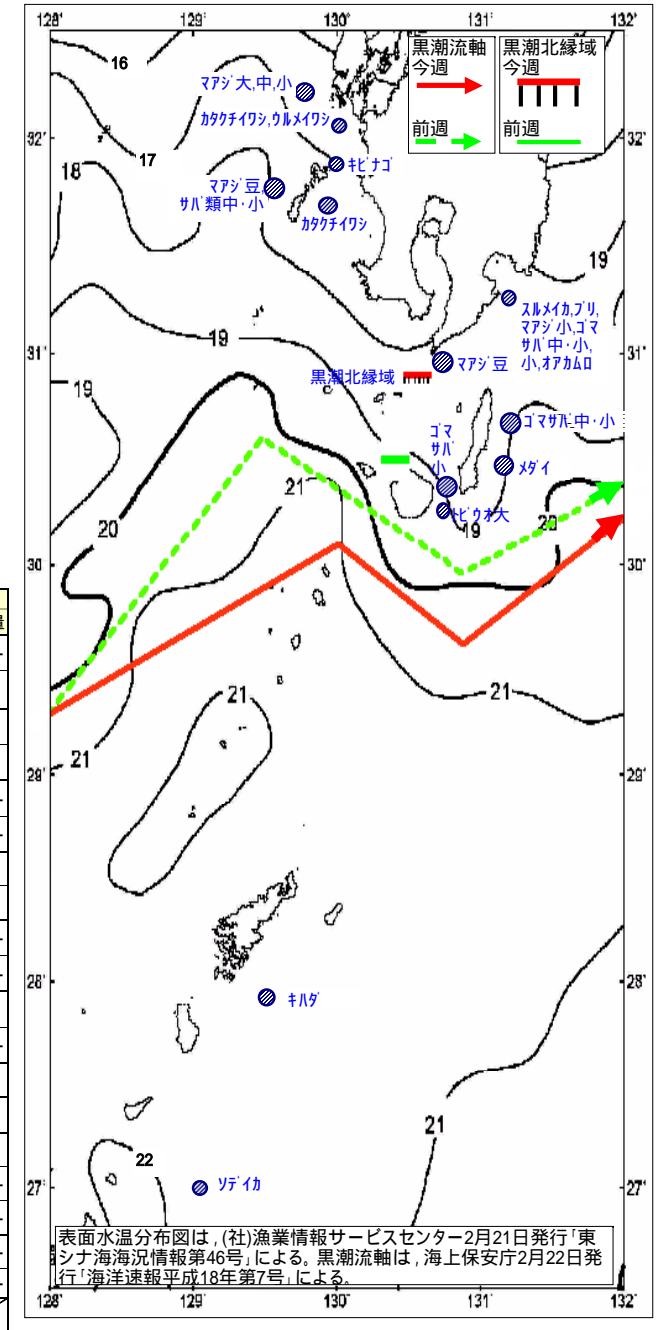 128゜
129゜
130゜
131゜
132゜
黒潮流軸
今週
前週
黒潮北縁域
今週
前週
16
マアジ大,中,小
カタクチイワシ,ウルメイワシ
32゜
32゜
17
キビナゴ
18
マアジ豆,
サバ類中・小
カタクチイワシ
19
スルメイカ,ブリ,
マアジ小,ゴマ
サバ中・小,
小,オアカムロ
19
31゜
31゜
マアジ豆
黒潮北縁域
19
ゴマサバ中・小
ゴマ
サバ
小
メダイ
トビウオ大
19
21
20
20
30゜
30゜
21
21
21
29゜
29゜
28゜
28゜
キハダ
21
22
27゜
27゜
ソデイカ
表面水温分布図は,(社)漁業情報サービスセンター2月21日発行「東
シナ海海況情報第46号」による。黒潮流軸は,海上保安庁2月22日発
行「海洋速報平成18年第7号」による。
128゜
129゜
130゜
131゜
132゜